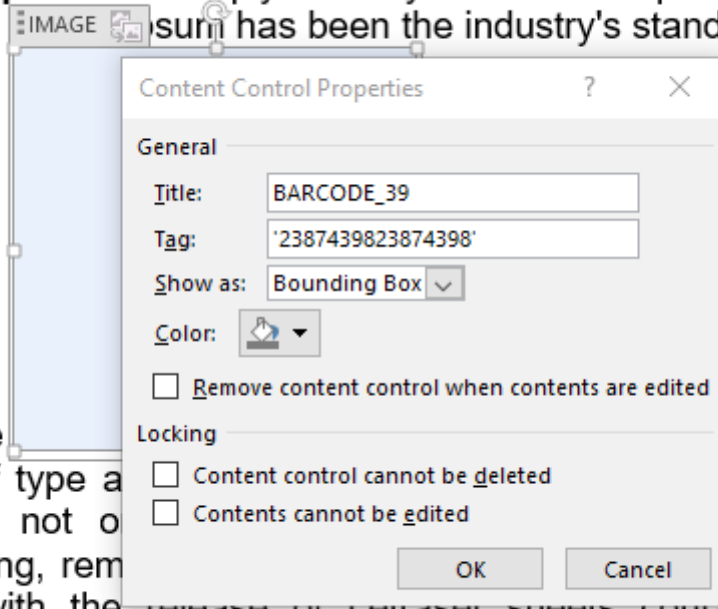 IMAGE
sum has been the industry's stand
Content Control Properties ?
General
Title: BARCODE_39
Tag: '2387439823874398'
Show as: Bounding Box
Color:
Remove content control when contents are edited
Locking
type a
Content control cannot be deleted
not o
Contents cannot be edited
ng, rem
OK Cancel
with the